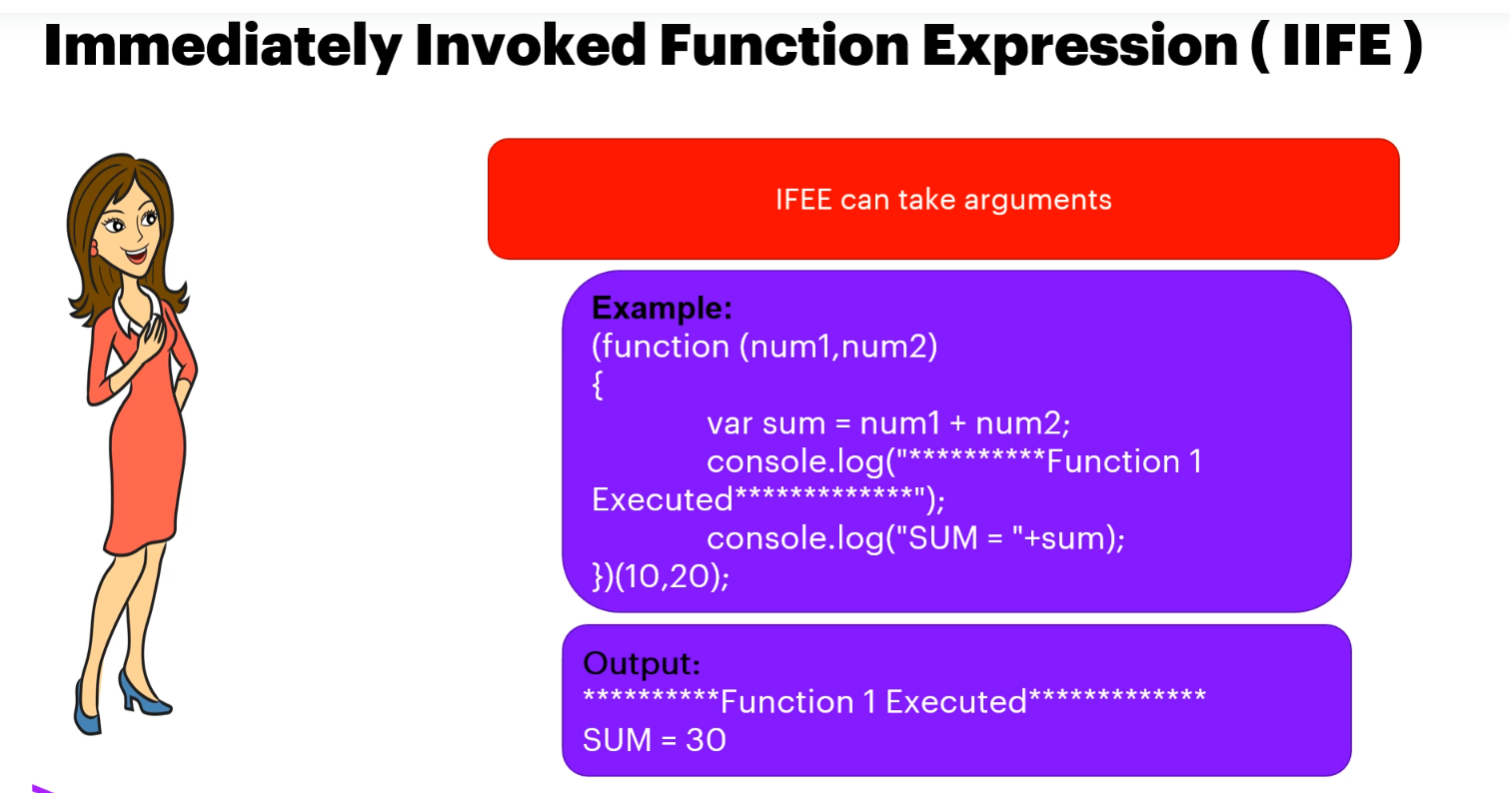 Immediately Invoked Function Expression ( IIFE )
IFEE can take arguments
Example:
(function (num1,num2)
{
var sum = num1 + num2;
console.log("**********Function 1
Executed*************");
console.log("SUM = "+sum);
})(10,20);
Output:
**********Function 1 Executed*************
SUM = 30